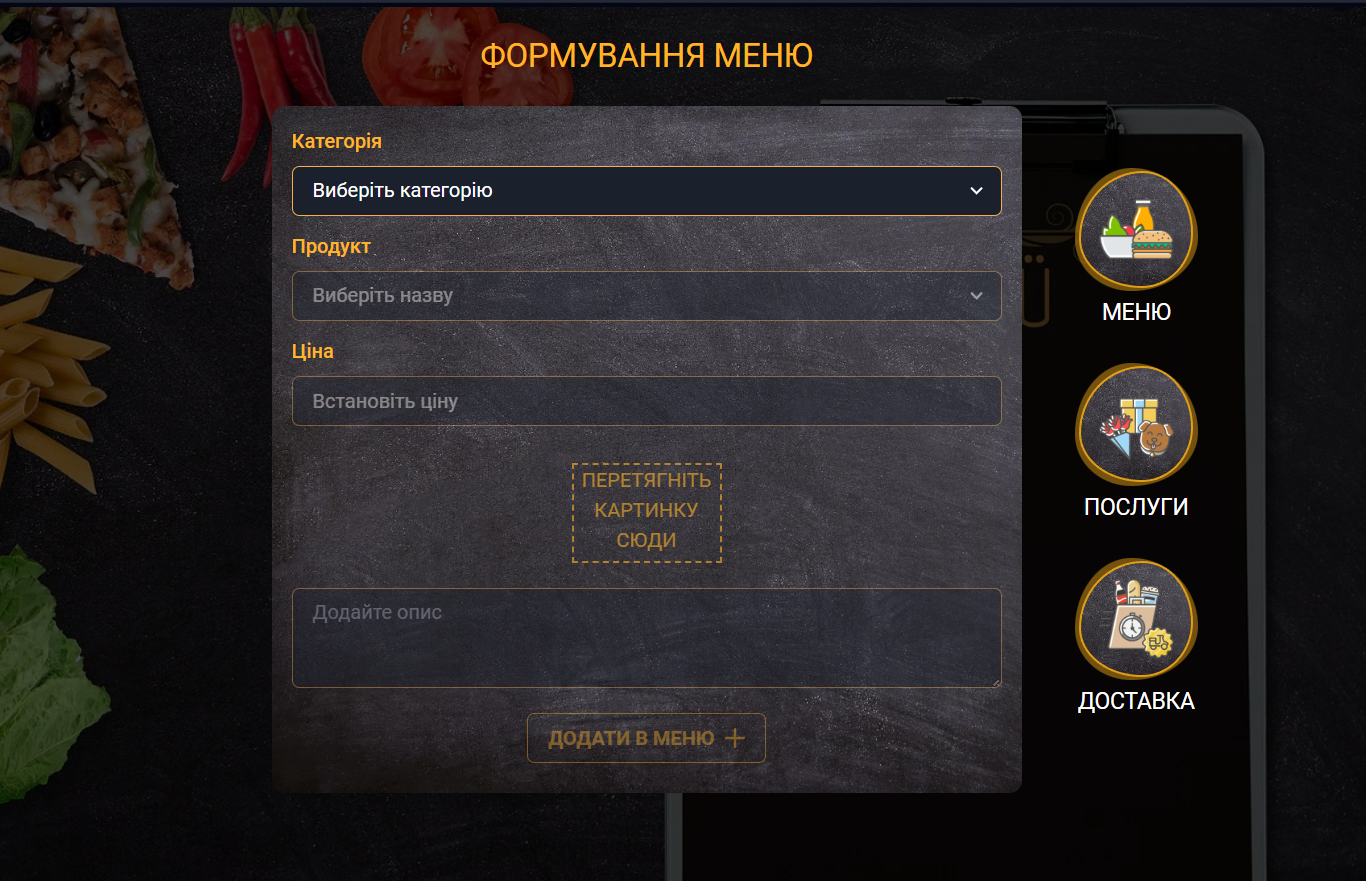 ФОРМУВАННЯ МЕНЮ
Категорія
Виберіть категорію
Продукт
Виберіть назву
Ціна
Встановіть ціну
ПЕРЕТЯГНІТЬ
КАРТИНКУ
СЮДИ
Додайте опис
ДОДАТИ В МЕНЮ
МЕНЮ
ПОСЛУГИ
ДОСТАВКА